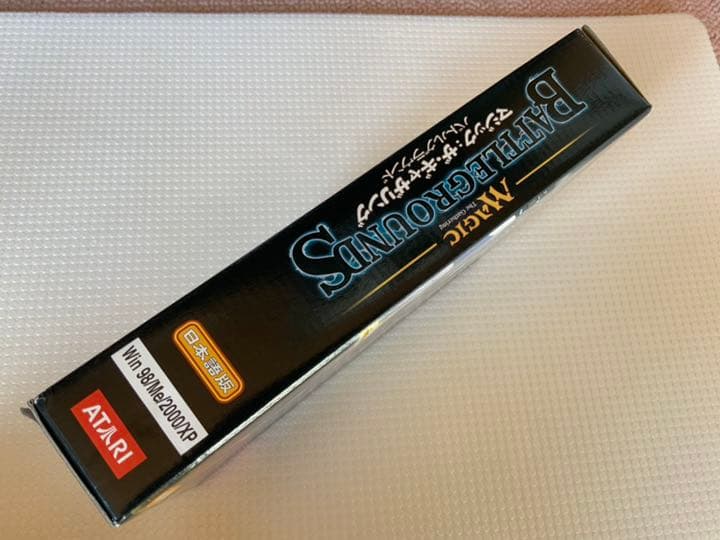 MAGIC
The Gathering
BATTLEGROUNDS
マジック：ザ・ギャザリング
バトルグラウンド
日本語版
Win 98/Me/2000/XP
ATARI